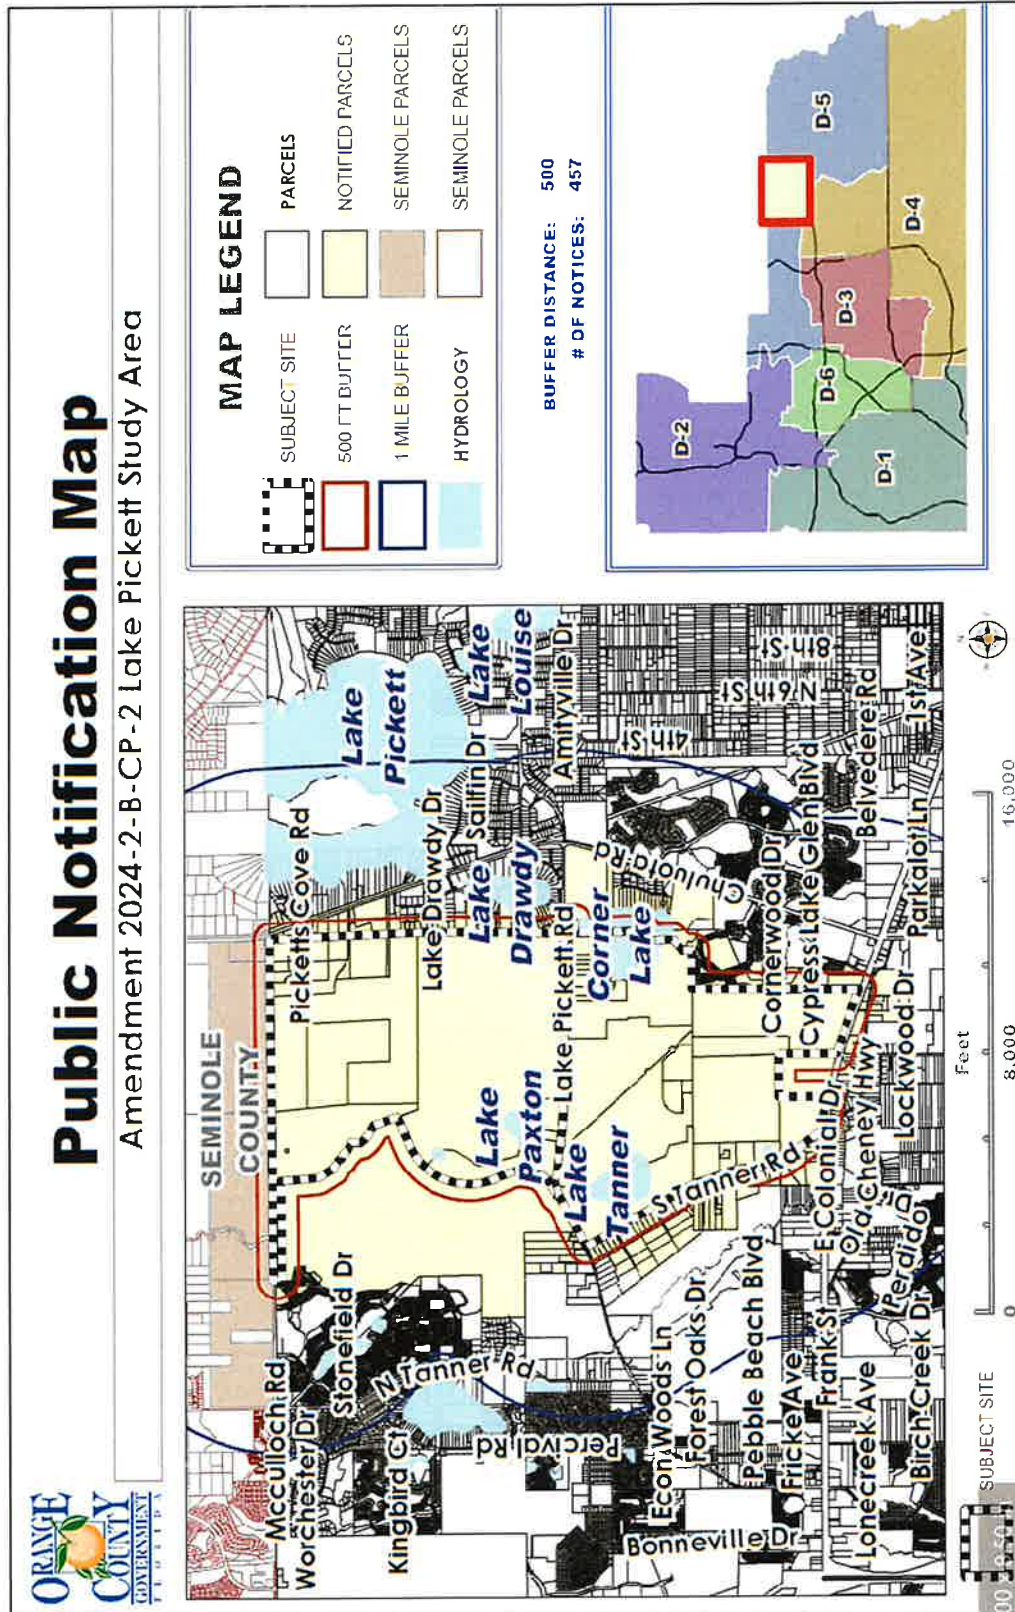 ORANGE
COUNTY
GOVERNMENT
FLORIDA
Public Notification Map
Amendment 2024-2-B-CP-2 Lake Pickett Study Area
SEMINOLE
COUNTY
Mcculloch Rd
Worchester Dr
Stonefield Dr
Kingbird Ct
N Tanner Rd
Percival Rd
Picketts Cove Rd
Lake
Pickett
Lake Drawdy Dr
Sailfin Dr
Lake
Louise
Lake
Drawdy
Amityville Dr
Lake
Paxton
Lake Pickett Rd
Corner
Lake
Chuluota Rd
4th St
N 6th St
8th St
Lake
Tanner
S Tanner Rd
Econ Woods Ln
Forest Oaks Dr
Pebble Beach Blvd
Bonneville Dr
Fricke Ave
Frank St
E Colonial Dr
Old Cheney Hwy
Cornerwood Dr
Cypress Lake Glen Blvd
Belvedere Rd
Lonecreek Ave
Perdido Dr
Birch Creek Dr
Lockwood Dr
Parkalot Ln
1st Ave
MAP LEGEND
SUBJECT SITE
PARCELS
500 FT BUFFER
NOTIFIED PARCELS
1 MILE BUFFER
SEMINOLE PARCELS
HYDROLOGY
SEMINOLE PARCELS
BUFFER DISTANCE: 500
# OF NOTICES: 457
D-2
D-5
D-6
D-3
D-1
D-4
SUBJECT SITE
Feet
0
8,000
16,000
N